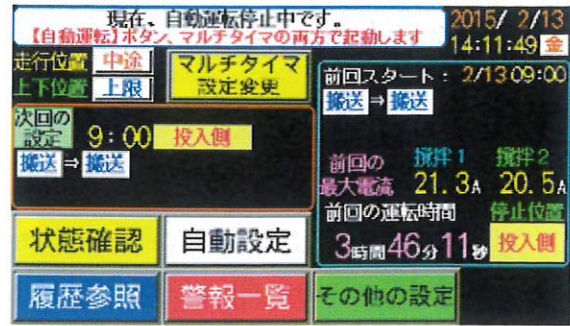 現在、自動運転停止中です。
【自動運転】ボタン、マルチタイマの両方で起動します
2015/ 2/13
14:11:49 金
走行位置 中途
上下位置 上限
マルチタイマ
設定変更
次回の
設定 9:00 投入側
搬送⇒搬送
前回スタート: 2/13 09:00
搬送⇒搬送
撹拌1 撹拌2
前回の
最大電流 21.3A 20.5A
前回の運転時間 停止位置
3時間46分11秒 投入側
状態確認 自動設定
履歴参照 警報一覧 その他の設定